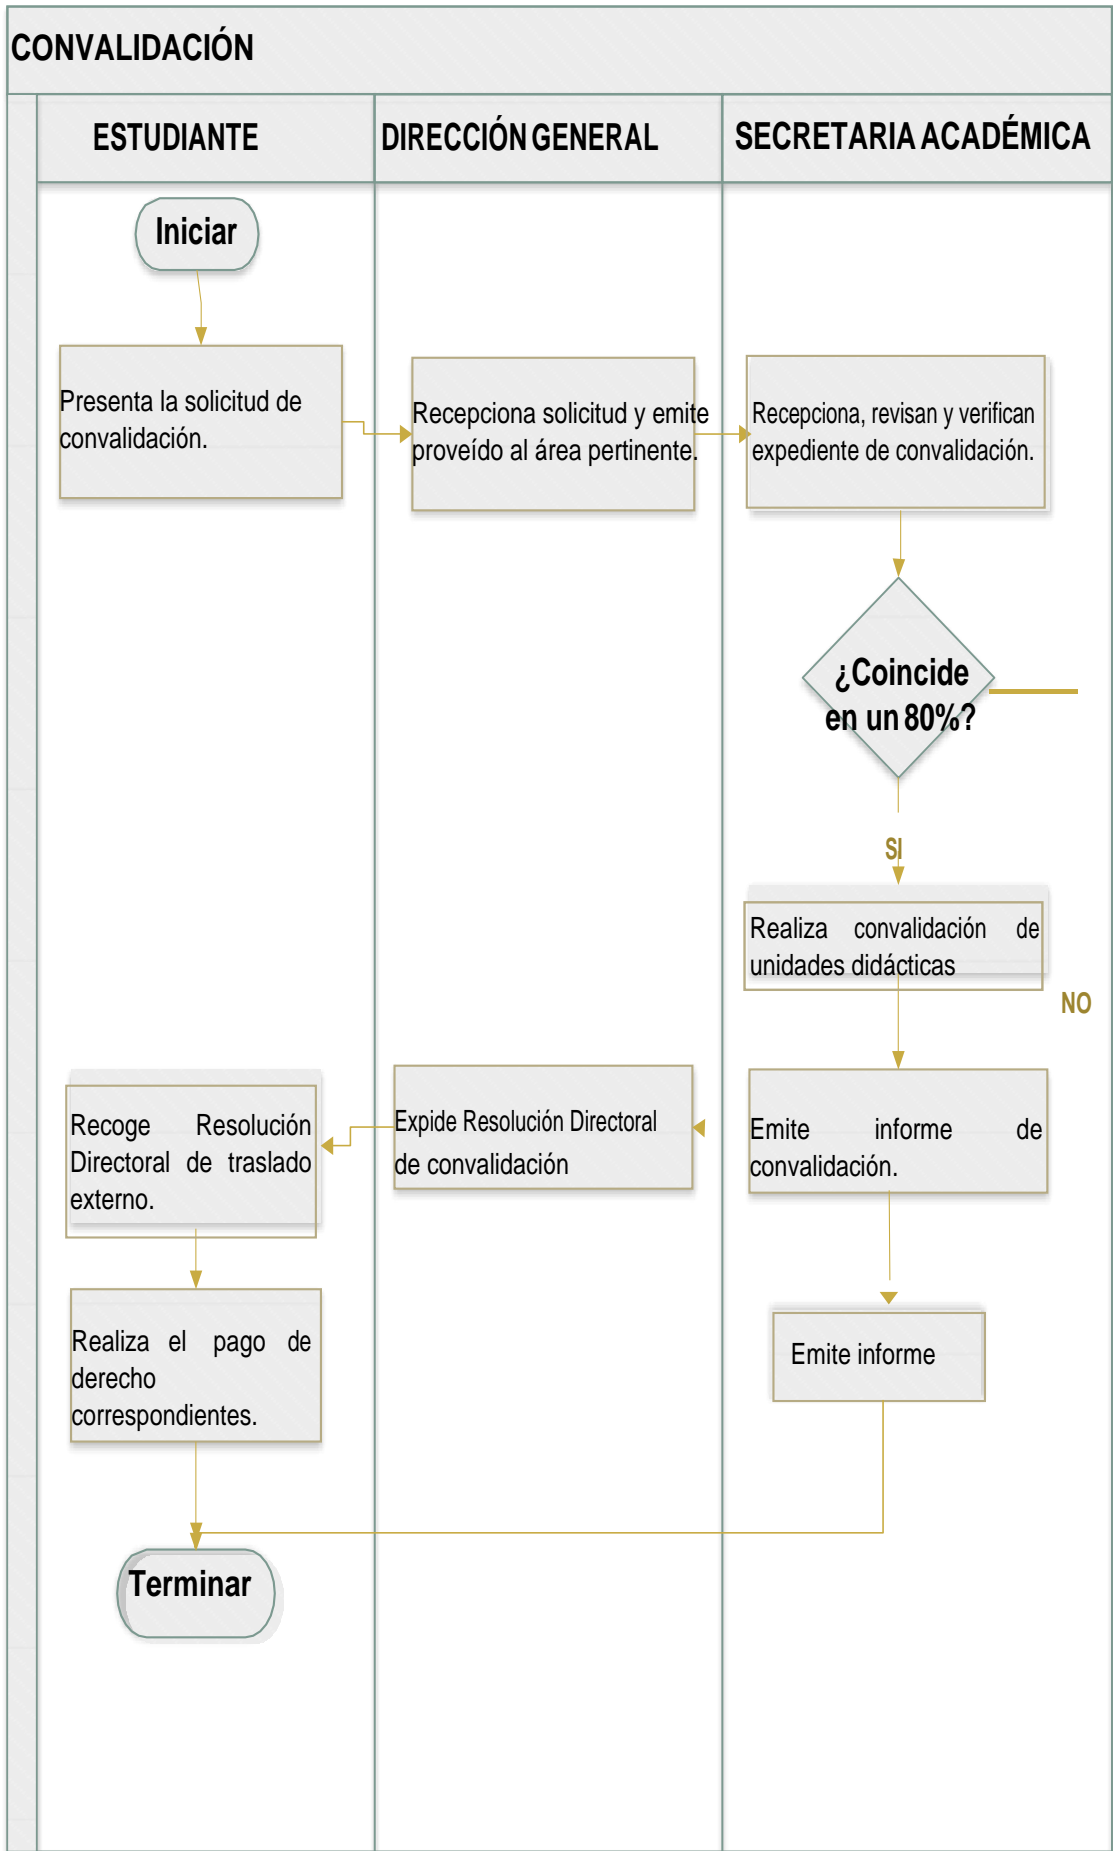 CONVALIDACIÓN
ESTUDIANTE
DIRECCIÓN GENERAL
SECRETARIA ACADÉMICA
Iniciar
Presenta la solicitud de
convalidación.
Recepciona solicitud y emite
proveído al área pertinente.
Recepciona, revisan y verifican
expediente de convalidación.
¿Coincide
en un 80%?
SI
Realiza convalidación de
unidades didácticas
NO
Emite informe de
convalidación.
Expide Resolución Directoral
de convalidación
Recoge Resolución
Directoral de traslado
externo.
Realiza el pago de
derecho
correspondientes.
Emite informe
Terminar